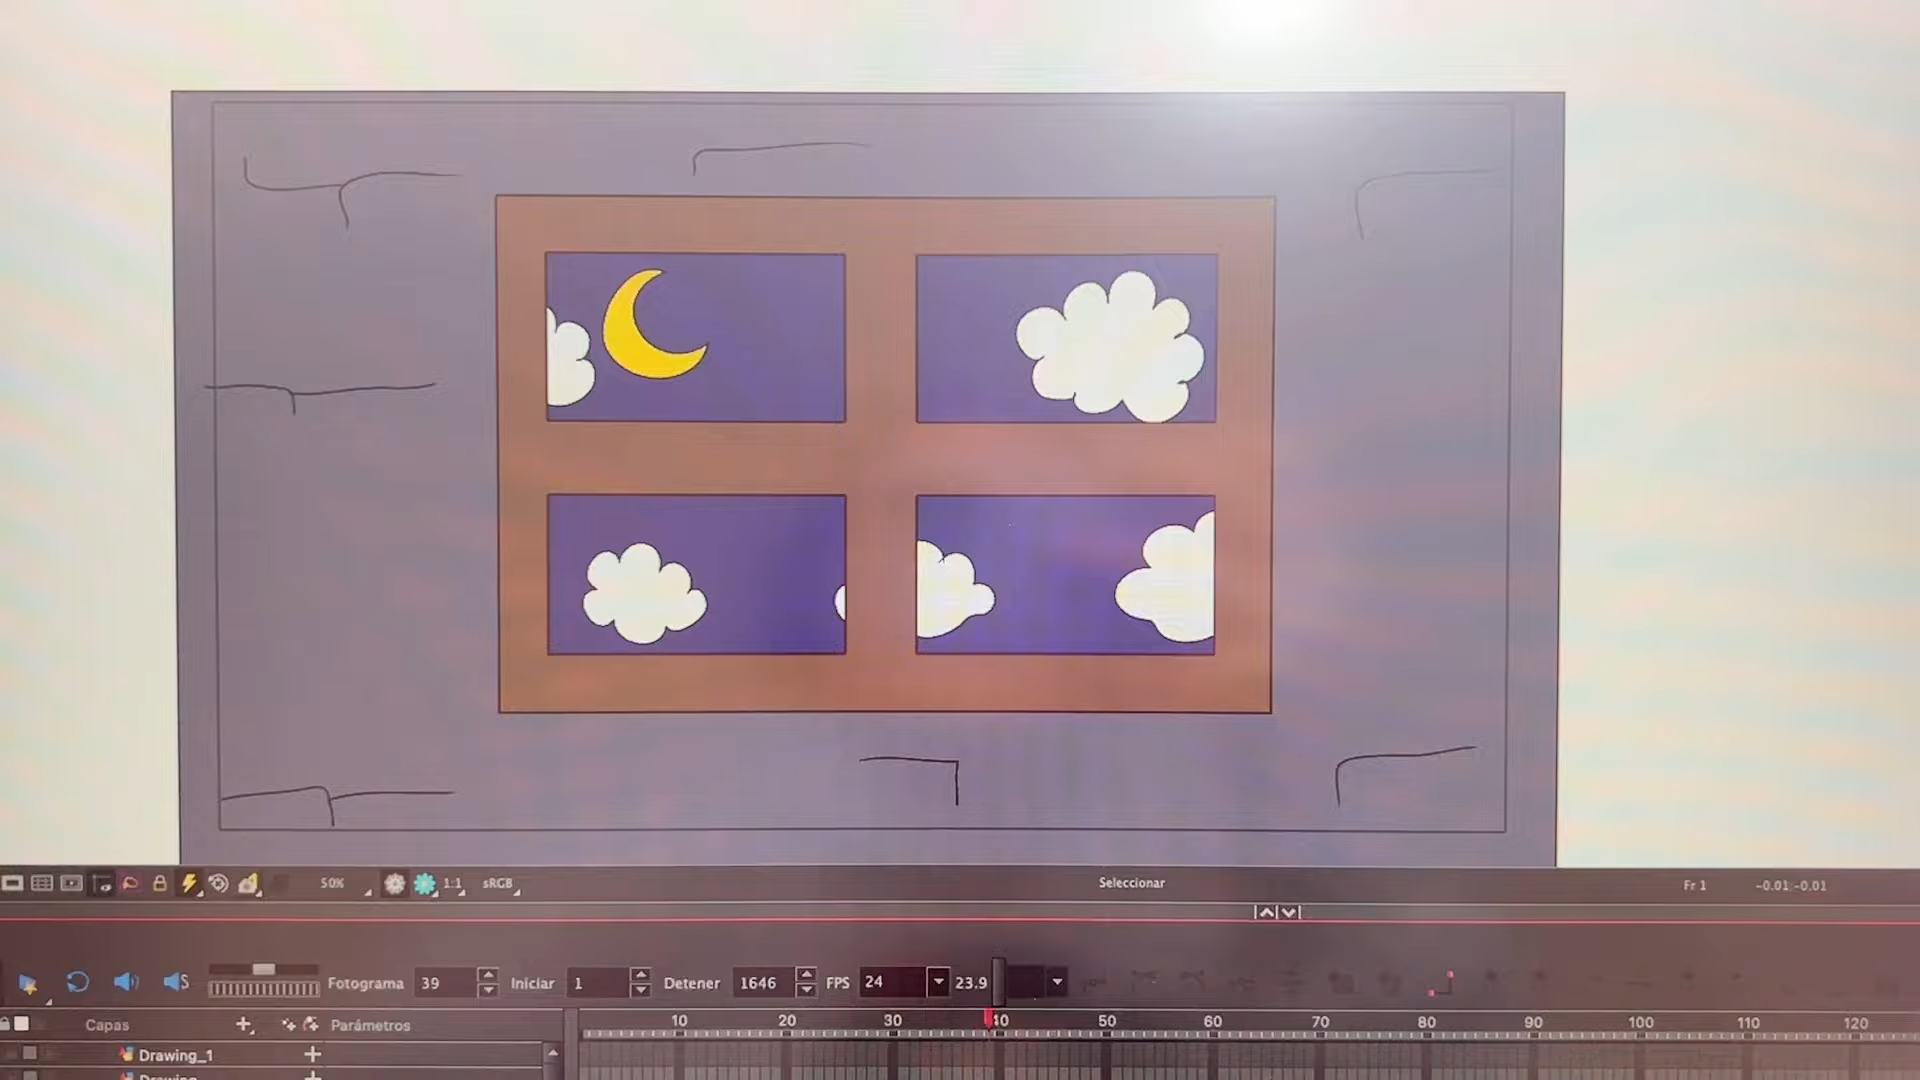 50% 1:1 sRGB Seleccionar Fr 1 -0.01:-0.01
S Fotograma 39 Iniciar 1 Detener 1646 FPS 24 23.9
Capas Parámetros 10 20 30 40 50 60 70 80 90 100 110 120
Drawing_1
Drawing